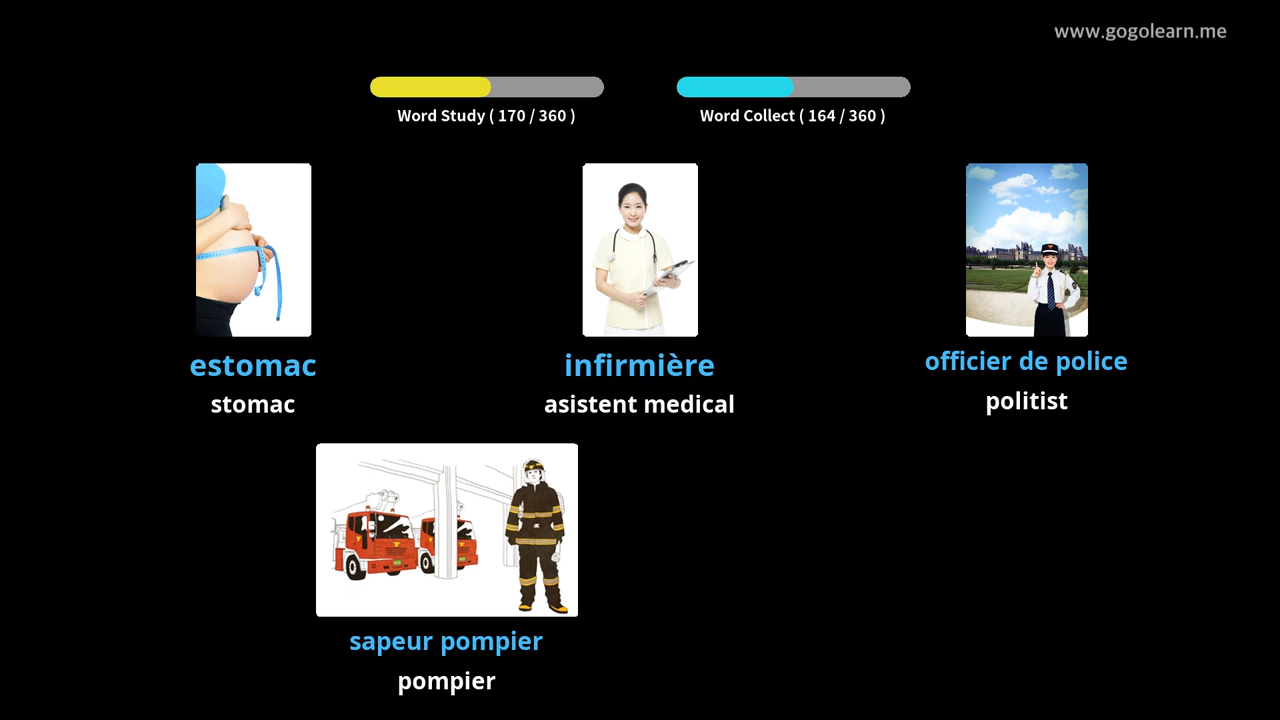 www.gogolearn.me
Word Study ( 170 / 360 )
Word Collect ( 164 / 360 )
estomac
stomac
infirmière
asistent medical
officier de police
politist
sapeur pompier
pompier